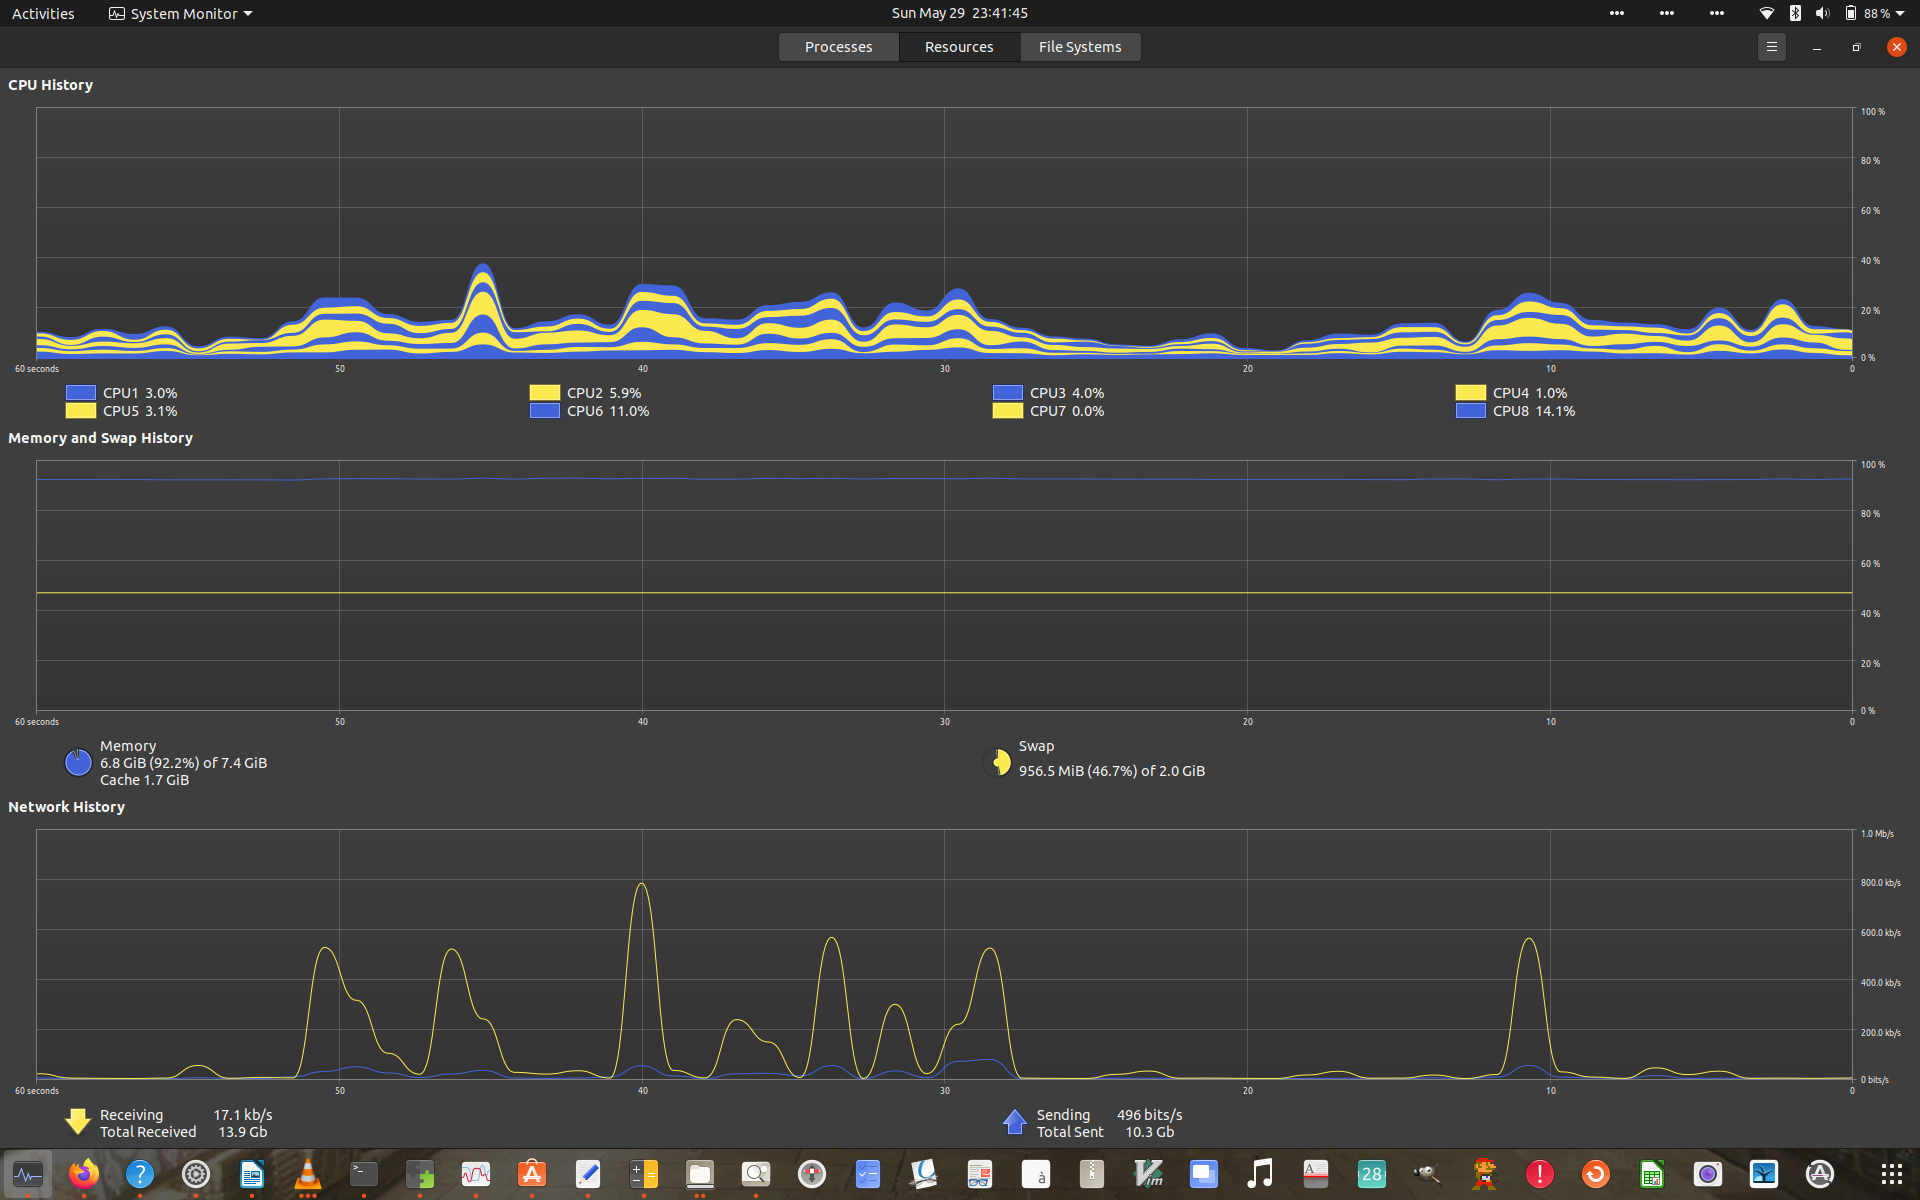 Activities System Monitor Sun May 29 23:41:45 88 %
Processes Resources File Systems
CPU History
100 %
80 %
60 %
40 %
20 %
0 %
60 seconds 50 40 30 20 10 0
CPU1 3.0% CPU2 5.9% CPU3 4.0% CPU4 1.0%
CPU5 3.1% CPU6 11.0% CPU7 0.0% CPU8 14.1%
Memory and Swap History
100 %
80 %
60 %
40 %
20 %
0 %
60 seconds 50 40 30 20 10 0
Memory Swap
6.8 GiB (92.2%) of 7.4 GiB 956.5 MiB (46.7%) of 2.0 GiB
Cache 1.7 GiB
Network History
1.0 Mb/s
800.0 kb/s
600.0 kb/s
400.0 kb/s
200.0 kb/s
0 bits/s
60 seconds 50 40 30 20 10 0
Receiving 17.1 kb/s Sending 496 bits/s
Total Received 13.9 Gb Total Sent 10.3 Gb
? >_ A à Vim A 28 !